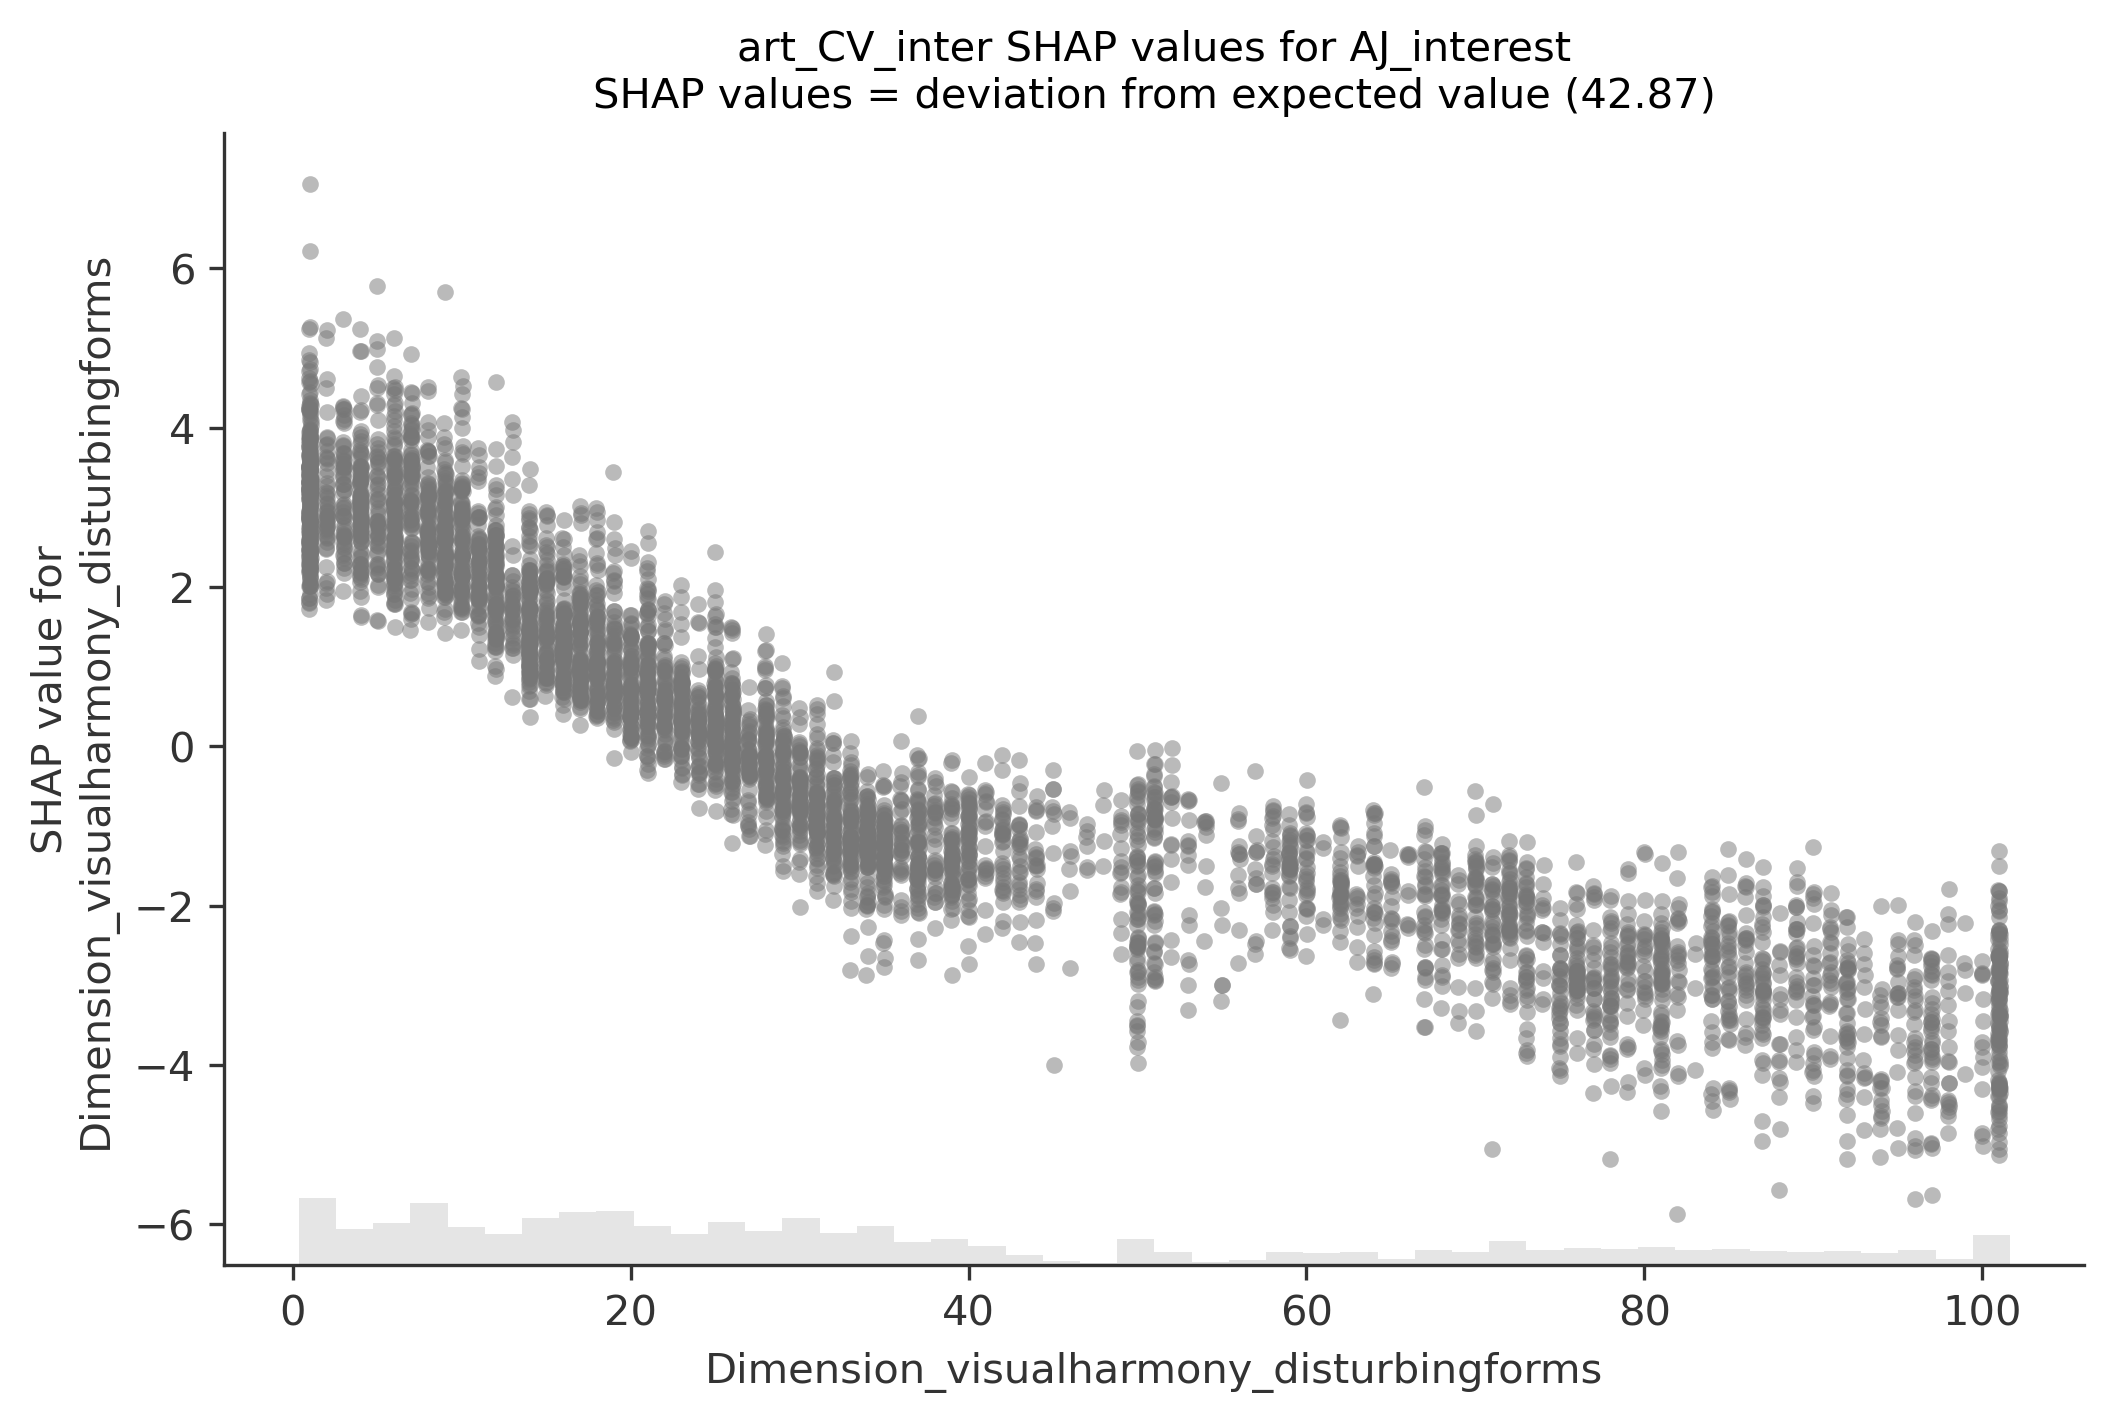 art_CV_inter SHAP values for AJ_interest
SHAP values = deviation from expected value (42.87)
SHAP value for
Dimension_visualharmony_disturbingforms
6
4
2
0
−2
−4
−6
0 20 40 60 80 100
Dimension_visualharmony_disturbingforms